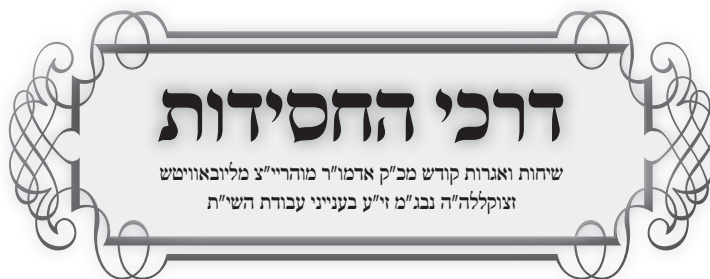 דרכי החסידות
שיחות ואגרות קודש מכ"ק אדמו"ר מוהריי"צ מליובאוויטש
זצוקללה"ה נבג"מ זי"ע בענייני עבודת השי"ת